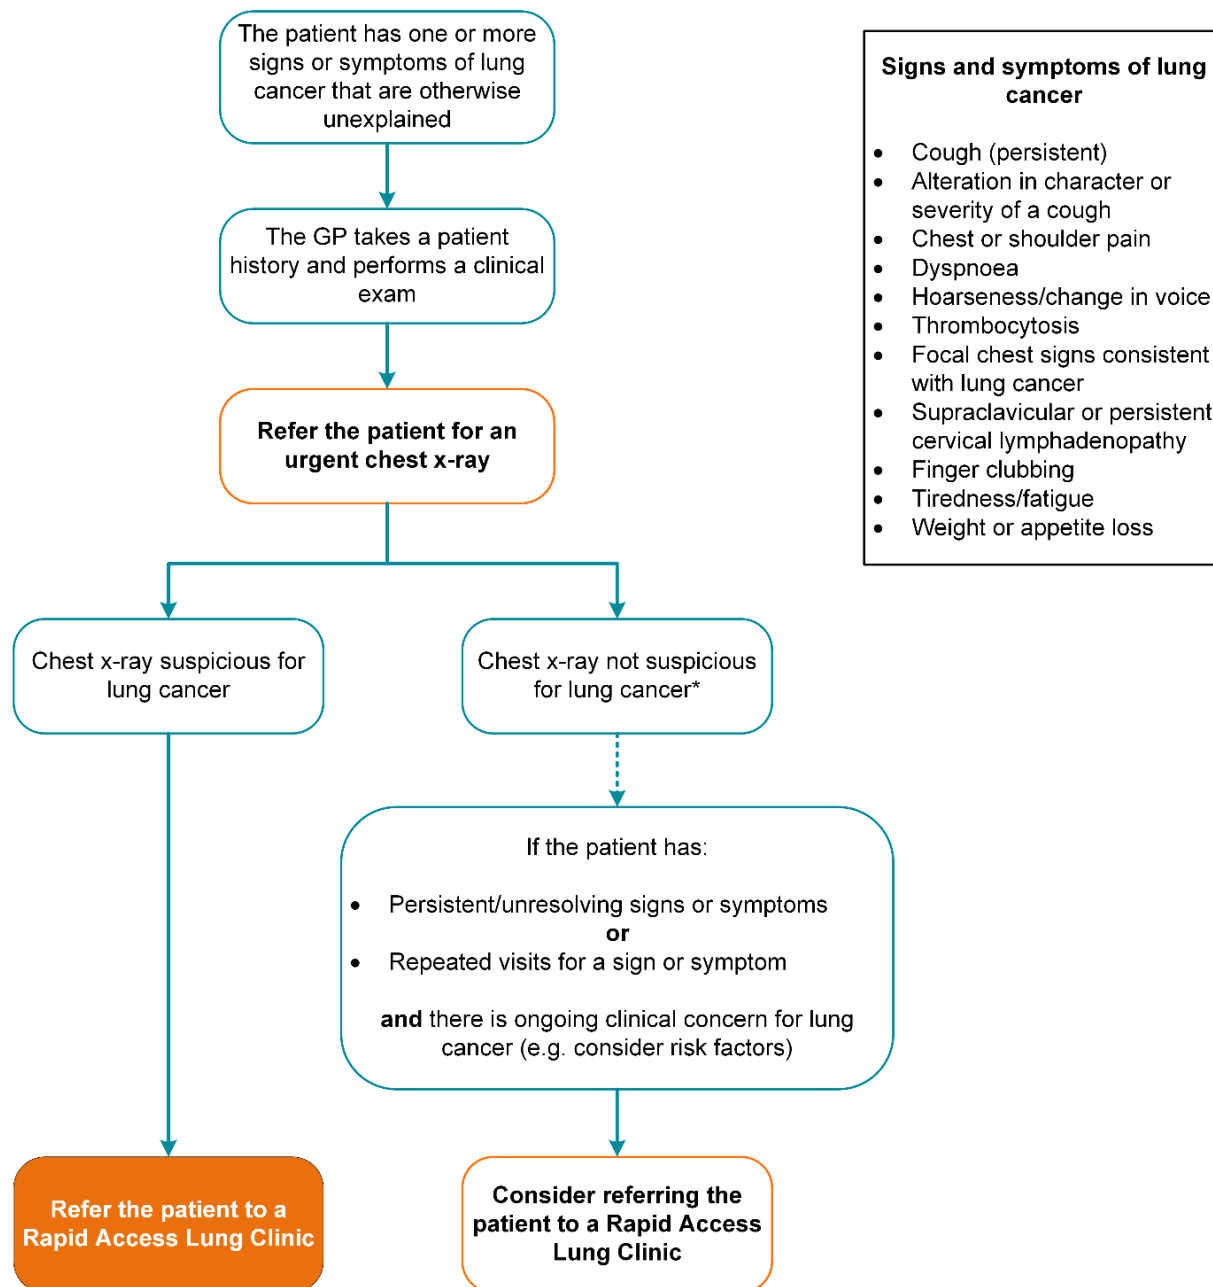 The patient has one or more
signs or symptoms of lung
cancer that are otherwise
unexplained
The GP takes a patient
history and performs a clinical
exam
Refer the patient for an
urgent chest x-ray
Chest x-ray suspicious for
lung cancer
Chest x-ray not suspicious
for lung cancer*
If the patient has:
• Persistent/unresolving signs or symptoms
or
• Repeated visits for a sign or symptom
and there is ongoing clinical concern for lung
cancer (e.g. consider risk factors)
Refer the patient to a
Rapid Access Lung Clinic
Consider referring the
patient to a Rapid Access
Lung Clinic
Signs and symptoms of lung
cancer
• Cough (persistent)
• Alteration in character or
severity of a cough
• Chest or shoulder pain
• Dyspnoea
• Hoarseness/change in voice
• Thrombocytosis
• Focal chest signs consistent
with lung cancer
• Supraclavicular or persistent
cervical lymphadenopathy
• Finger clubbing
• Tiredness/fatigue
• Weight or appetite loss